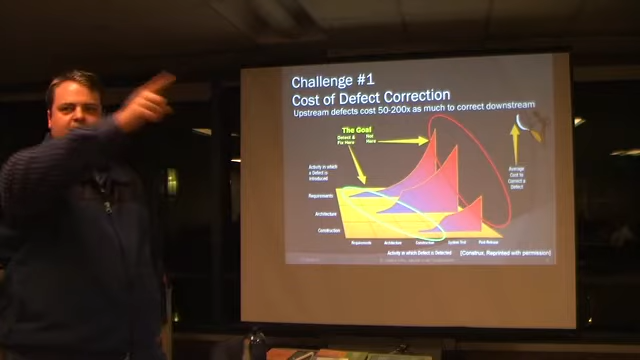 Challenge #1
Cost of Defect Correction
Upstream defects cost 50-200x as much to correct downstream
The Goal
Detect & Fix Here
Not Here
Activity in which a Defect is Introduced
Average Cost to Correct a Defect
Requirements
Architecture
Construction
Requirements Architecture Construction System Test Post-Release
Activity in which Defect is Detected
[Construx, Reprinted with permission]